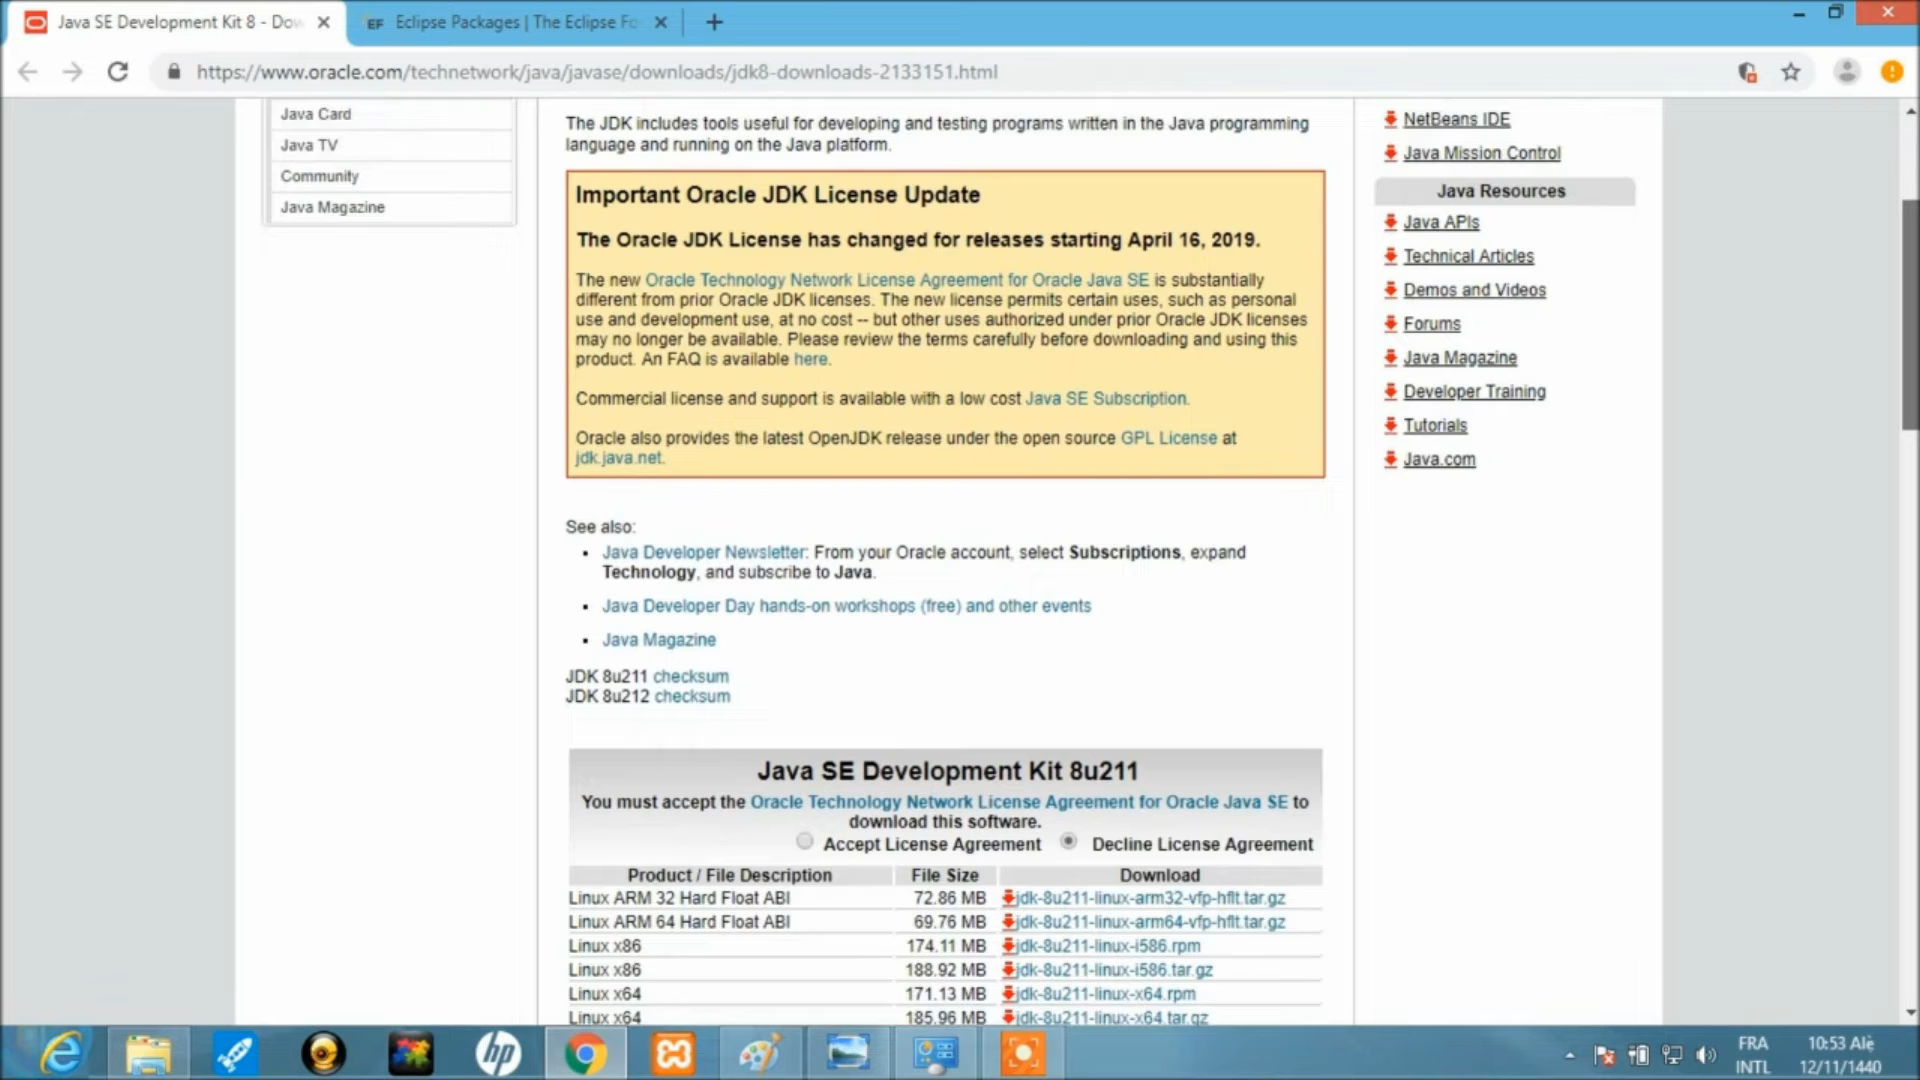 Java SE Development Kit 8 - Dow
EF Eclipse Packages | The Eclipse Fo
https://www.oracle.com/technetwork/java/javase/downloads/jdk8-downloads-2133151.html
Java Card
Java TV
Community
Java Magazine
The JDK includes tools useful for developing and testing programs written in the Java programming
language and running on the Java platform.
Important Oracle JDK License Update
The Oracle JDK License has changed for releases starting April 16, 2019.
The new Oracle Technology Network License Agreement for Oracle Java SE is substantially
different from prior Oracle JDK licenses. The new license permits certain uses, such as personal
use and development use, at no cost -- but other uses authorized under prior Oracle JDK licenses
may no longer be available. Please review the terms carefully before downloading and using this
product. An FAQ is available here.
Commercial license and support is available with a low cost Java SE Subscription.
Oracle also provides the latest OpenJDK release under the open source GPL License at
jdk.java.net.
See also:
Java Developer Newsletter: From your Oracle account, select Subscriptions, expand
Technology, and subscribe to Java.
Java Developer Day hands-on workshops (free) and other events
Java Magazine
JDK 8u211 checksum
JDK 8u212 checksum
Java SE Development Kit 8u211
You must accept the Oracle Technology Network License Agreement for Oracle Java SE to
download this software.
Accept License Agreement Decline License Agreement
Product / File Description File Size Download
Linux ARM 32 Hard Float ABI 72.86 MB jdk-8u211-linux-arm32-vfp-hflt.tar.gz
Linux ARM 64 Hard Float ABI 69.76 MB jdk-8u211-linux-arm64-vfp-hflt.tar.gz
Linux x86 174.11 MB jdk-8u211-linux-i586.rpm
Linux x86 188.92 MB jdk-8u211-linux-i586.tar.gz
Linux x64 171.13 MB jdk-8u211-linux-x64.rpm
Linux x64 185.96 MB jdk-8u211-linux-x64.tar.gz
NetBeans IDE
Java Mission Control
Java Resources
Java APIs
Technical Articles
Demos and Videos
Forums
Java Magazine
Developer Training
Tutorials
Java.com
hp
FRA
INTL
10:53 Alè
12/11/1440